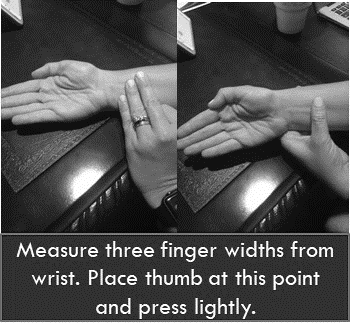 Measure three finger widths from
wrist. Place thumb at this point
and press lightly.